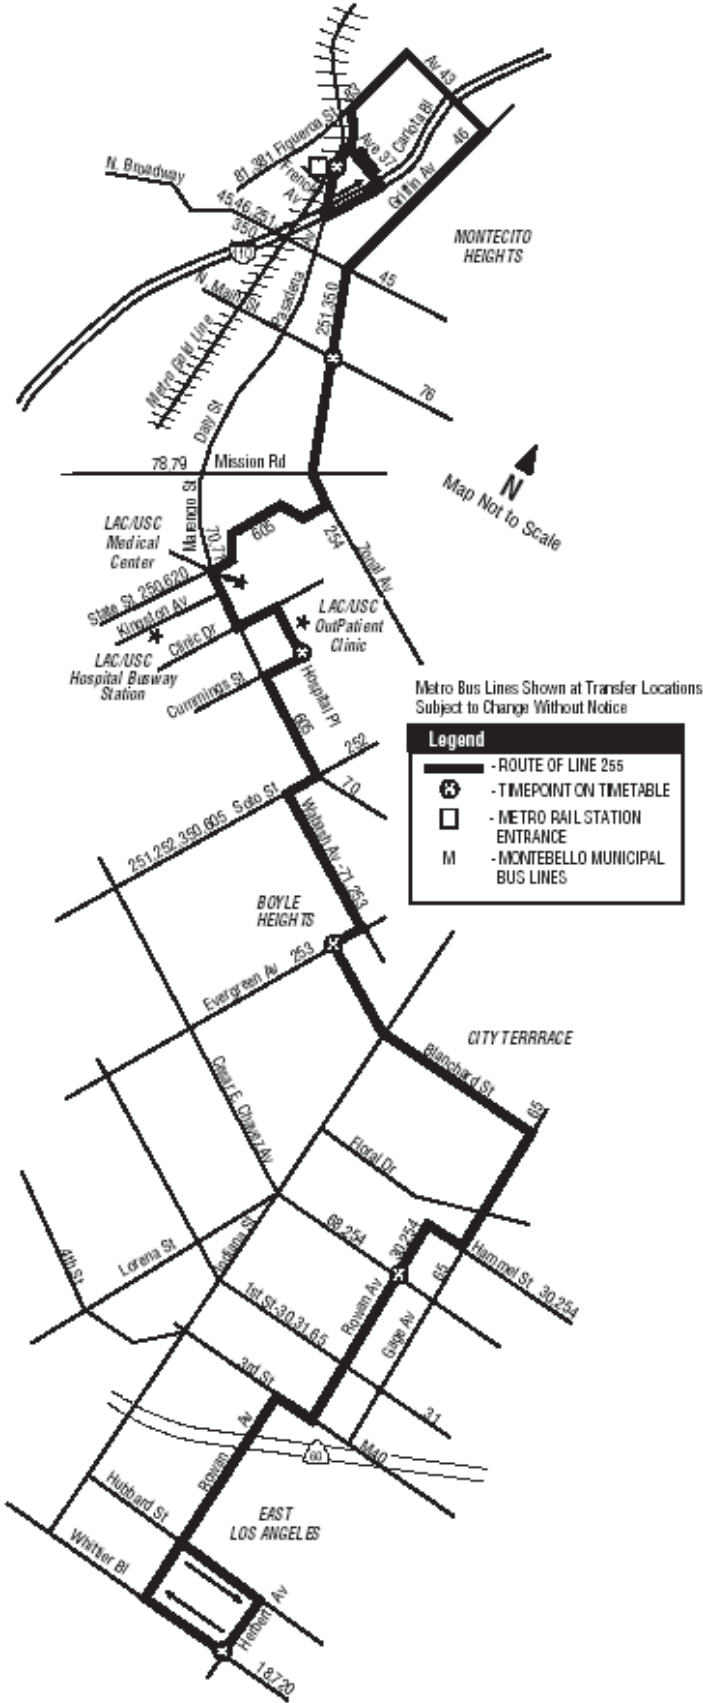 Av 43
83
Carlota Bl
Ave 37
46
81,381 Figueroa St
N. Broadway
Av
Griffin Av
45,46,251
350
MONTECITO
HEIGHTS
110
45
N. Main St
Pasadena
251,350
Metro Gold Line
76
Daly St
78,79
Mission Rd
N
Map Not to Scale
Marengo St
LAC/USC
Medical
Center
605
254
Zonal Av
State St 250,620
Kingston Av
LAC/USC
OutPatient
Clinic
Clinic Dr
LAC/USC
Hospital Busway
Station
Cummings St
Hospital Pl
Metro Bus Lines Shown at Transfer Locations
Subject to Change Without Notice
605
252
70
Legend
- ROUTE OF LINE 255
- TIMEPOINT ON TIMETABLE
- METRO RAIL STATION
ENTRANCE
M - MONTEBELLO MUNICIPAL
BUS LINES
251,252,350,605 Soto St
Wabash Av -71,253
BOYLE
HEIGHTS
Evergreen Av 253
CITY TERRRACE
Blanchard St
65
Cesar E. Chavez Av
Floral Dr
68,254
30,254
Hammel St 30,254
Lorena St
Indiana St
4th St
65
1st St-30,31,65
Rowan Av
Gage Av
3rd St
31
Rowan Av
60
M40
Hubbard St
EAST
LOS ANGELES
Whittier Bl
Herbert Av
18,720